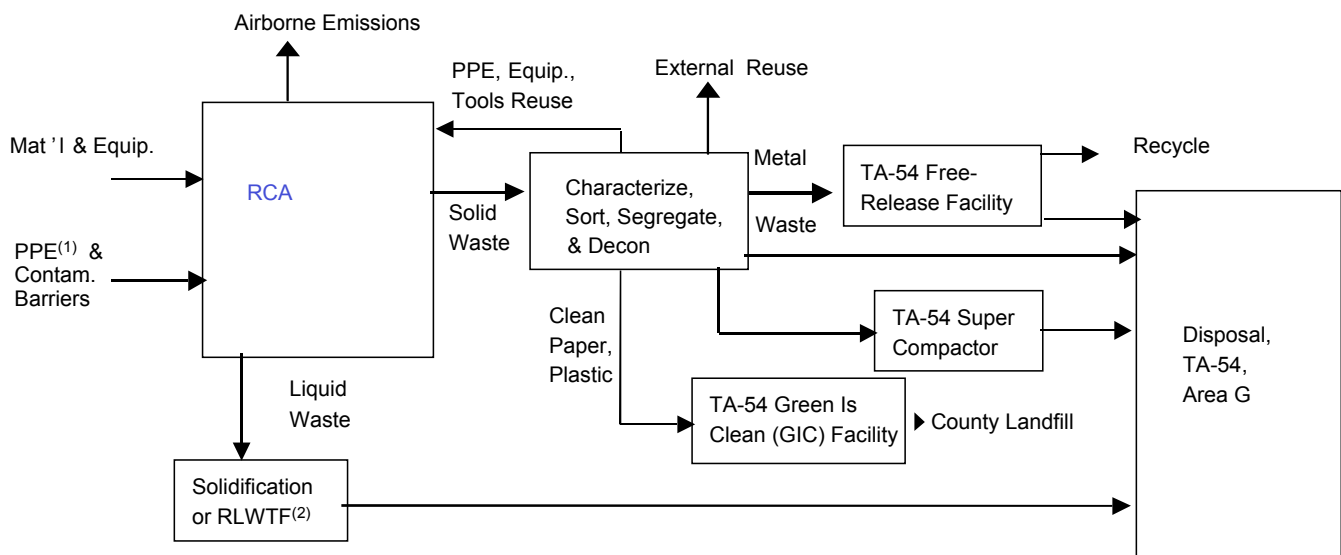 Airborne Emissions
PPE, Equip.,
Tools Reuse
External Reuse
Mat 'l & Equip.
RCA
Solid
Waste
PPE(1) &
Contam.
Barriers
Characterize,
Sort, Segregate,
& Decon
Metal
Waste
TA-54 Free-
Release Facility
Recycle
Clean
Paper,
Plastic
TA-54 Super
Compactor
Disposal,
TA-54,
Area G
TA-54 Green Is
Clean (GIC) Facility
County Landfill
Liquid
Waste
Solidification
or RLWTF(2)